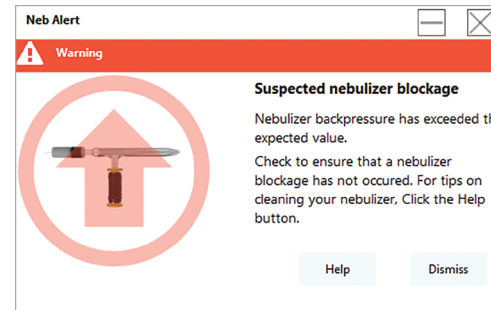 Neb Alert
Warning
Suspected nebulizer blockage
Nebulizer backpressure has exceeded
expected value.
Check to ensure that a nebulizer
blockage has not occured. For tips on
cleaning your nebulizer, Click the Help
button.
Help
Dismiss